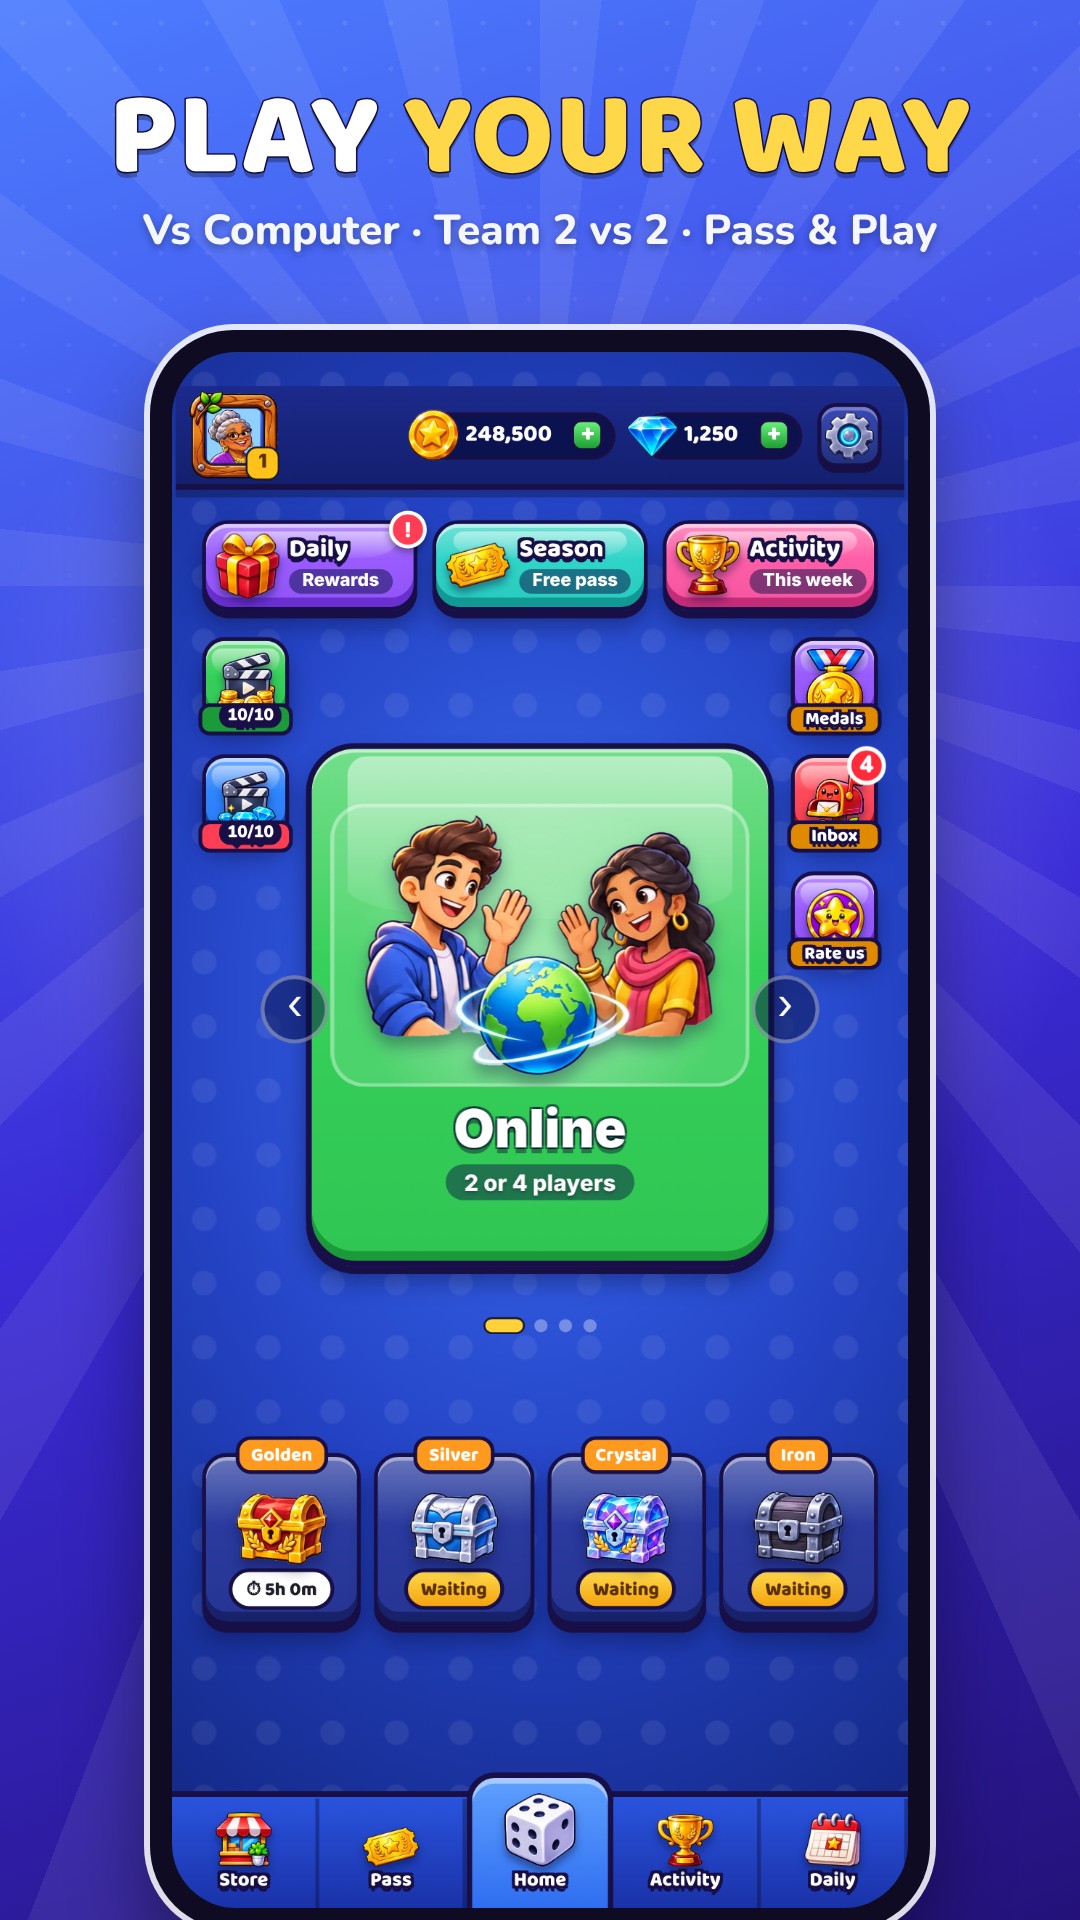 PLAY YOUR WAY
Vs Computer · Team 2 vs 2 · Pass & Play
1
248,500
+
1,250
+
Daily
Rewards
!
Season
Free pass
Activity
This week
10/10
Medals
10/10
4
Inbox
Rate us
‹
›
Online
2 or 4 players
Golden
Silver
Crystal
Iron
⏱ 5h 0m
Waiting
Waiting
Waiting
Store
Pass
Home
Activity
Daily